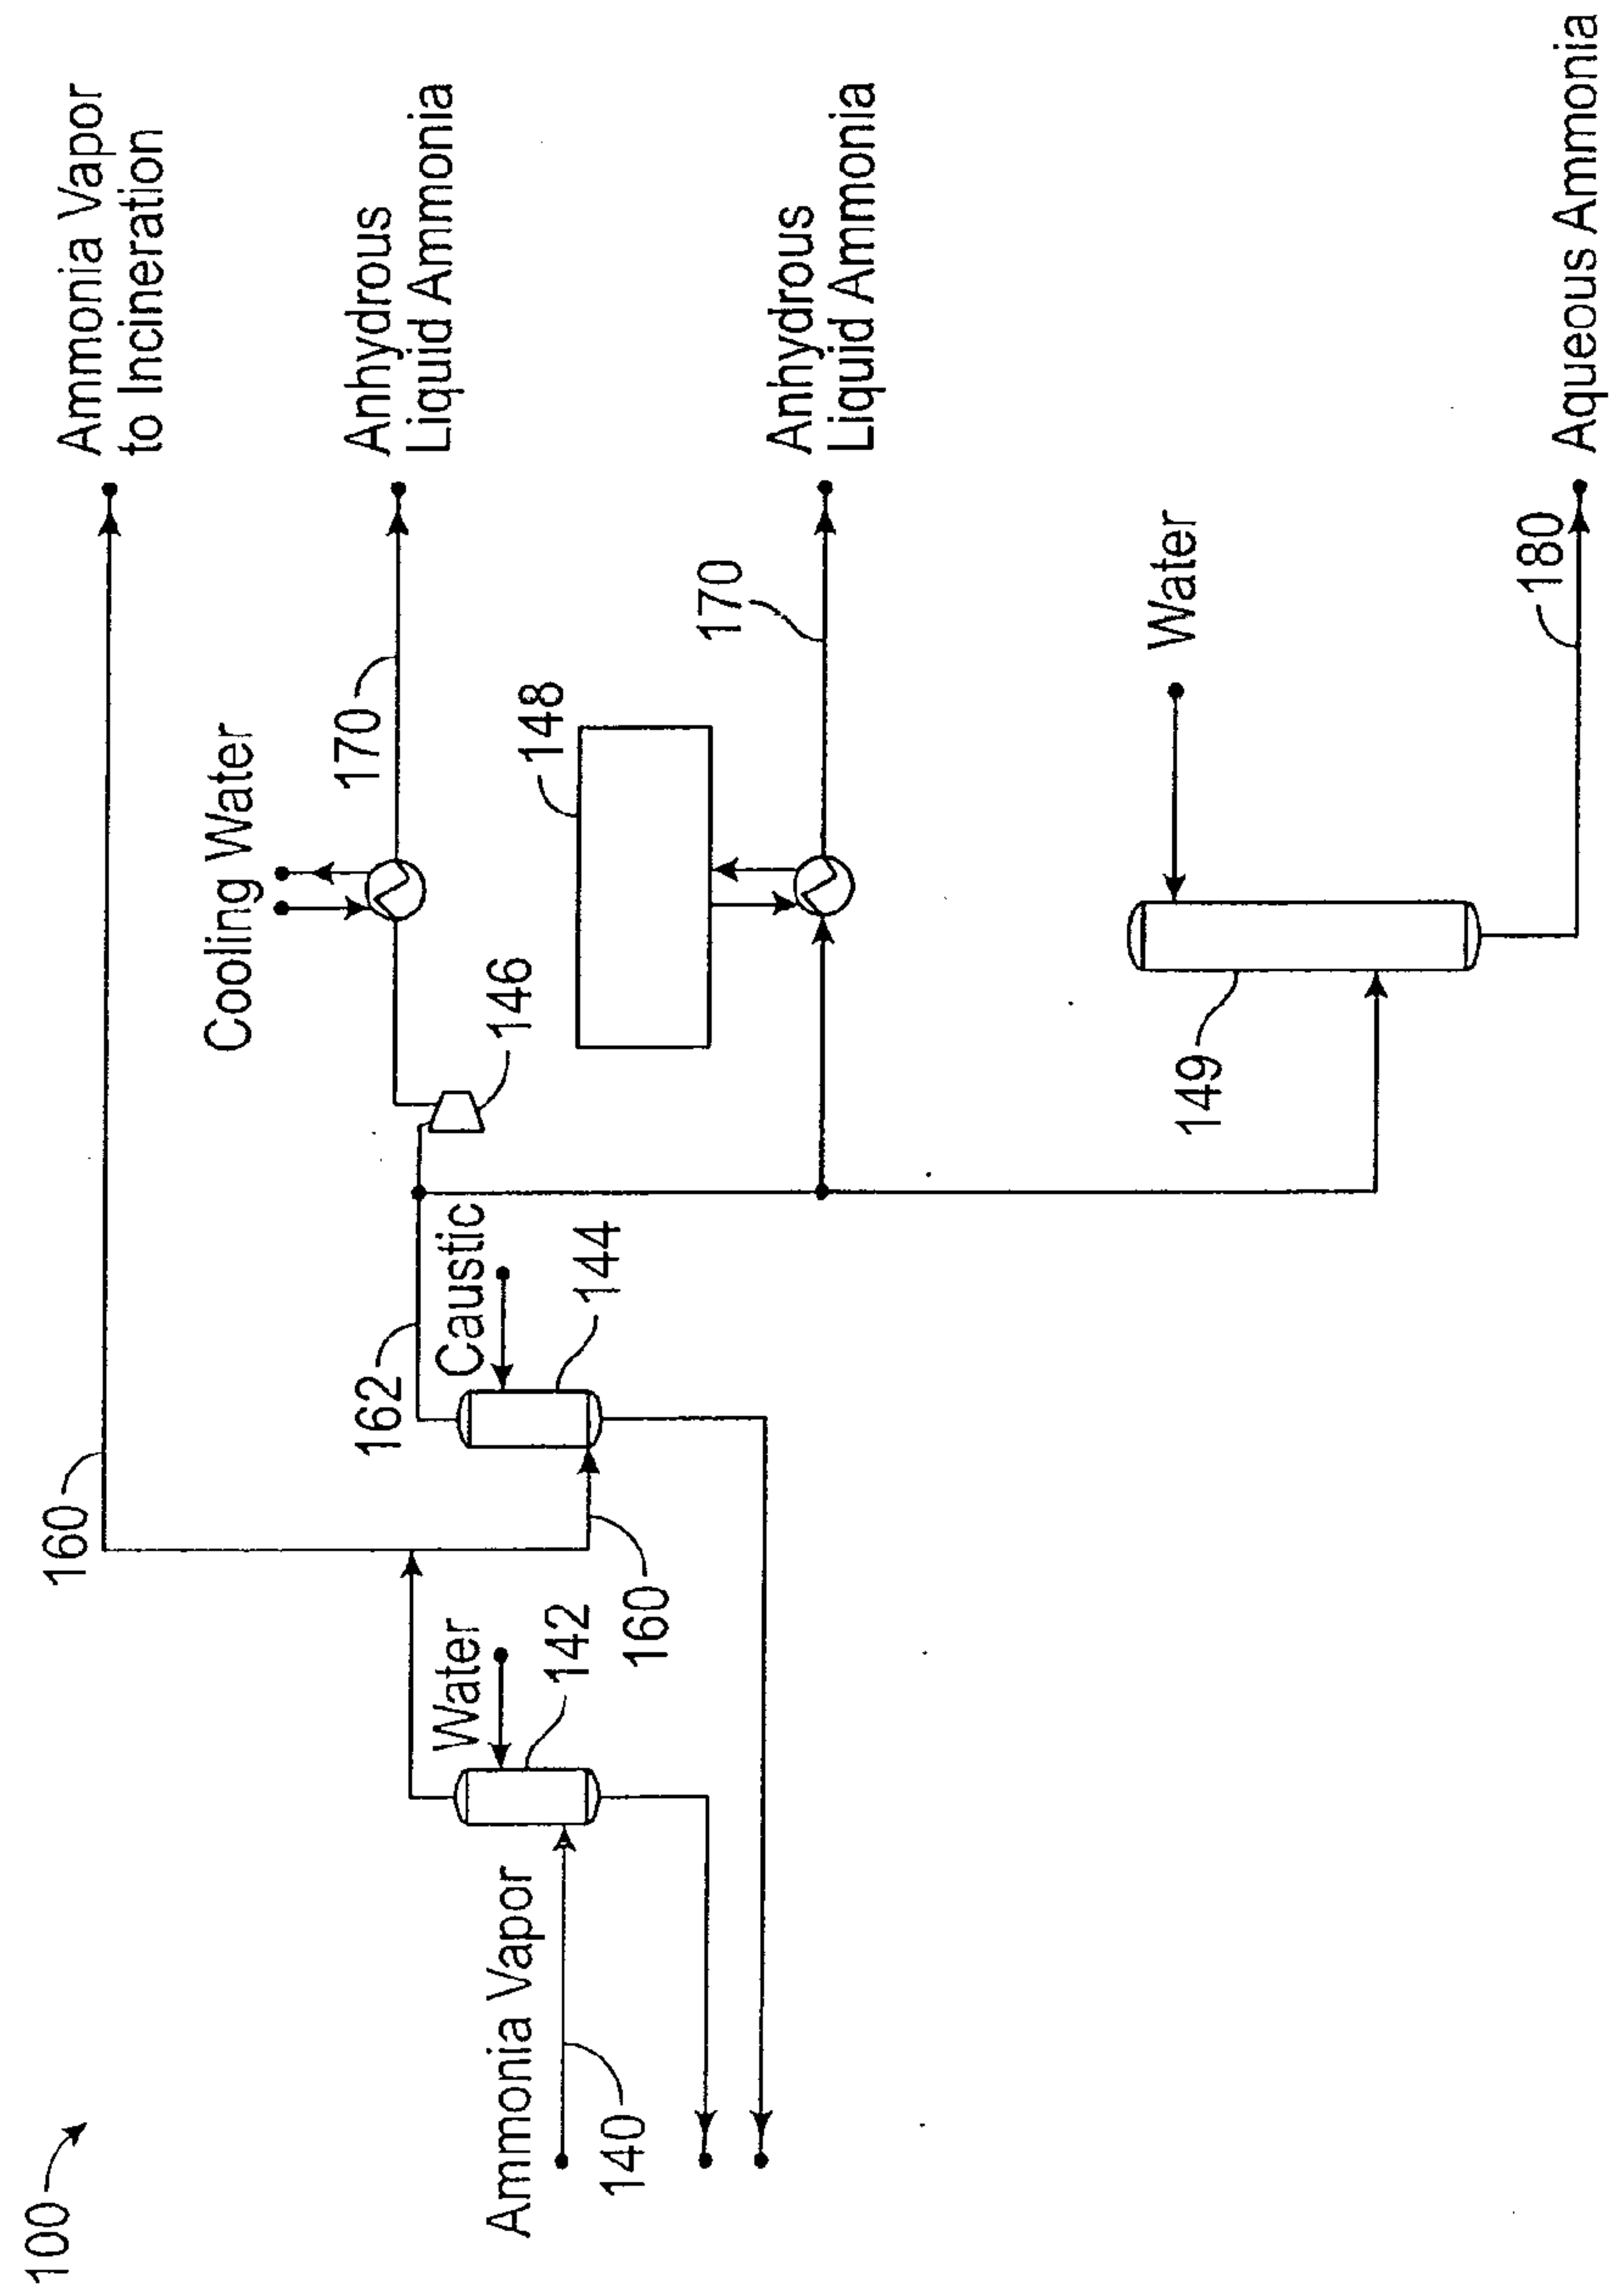 100
160
Ammonia Vapor
to Incineration
Cooling Water
170
Anhydrous
Liquid Ammonia
162
Caustic
144
146
148
Water
142
160
170
Anhydrous
Liquid Ammonia
Ammonia Vapor
140
149
Water
180
Aqueous Ammonia